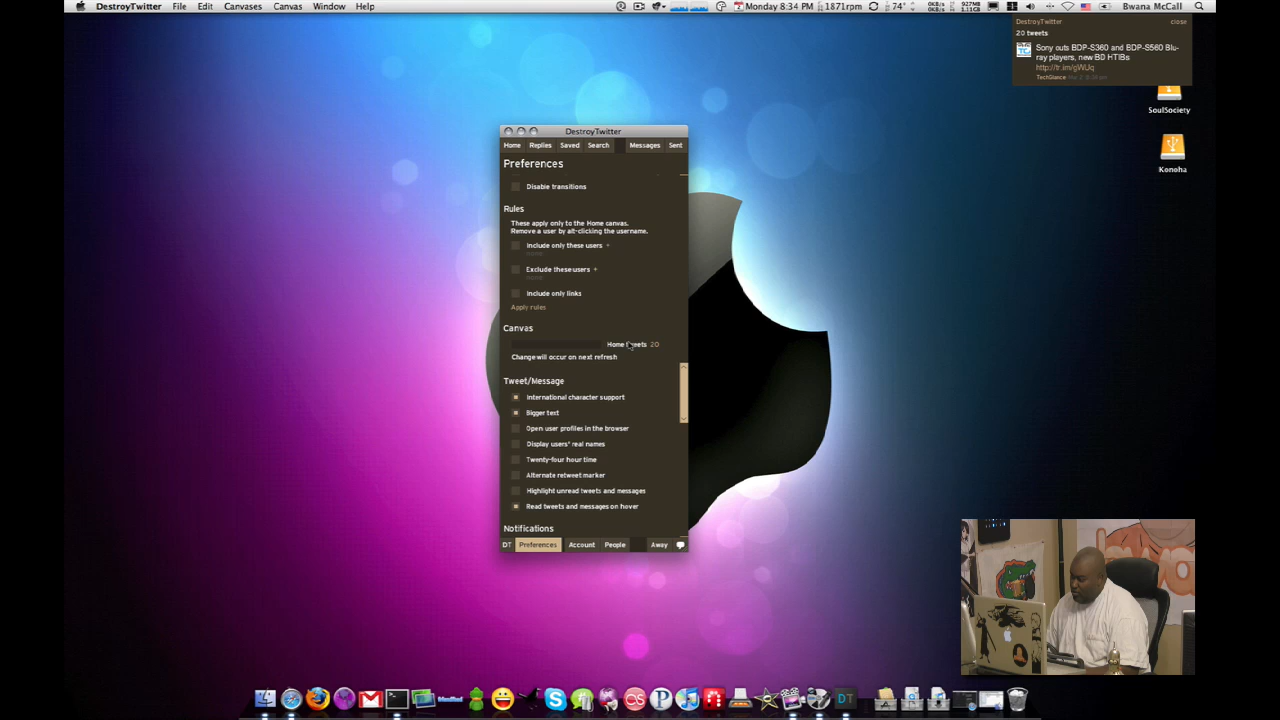 DestroyTwitter File Edit Canvases Canvas Window Help
Monday 8:34 PM 1871rpm 74° Bwana McCall
DestroyTwitter close
20 tweets
Sony outs BDP-S360 and BDP-S560 Blu-
ray players, new BD HTIBs
http://tr.im/gWUq
TechGlance
SoulSociety
Konoha
DestroyTwitter
Home Replies Saved Search Messages Sent
Preferences
Disable transitions
Rules
These apply only to the Home canvas.
Remove a user by alt-clicking the username.
Include only these users +
Exclude these users +
Include only links
Apply rules
Canvas
Home tweets 20
Change will occur on next refresh
Tweet/Message
International character support
Bigger text
Open user profiles in the browser
Display users' real names
Twenty-four hour time
Alternate retweet marker
Highlight unread tweets and messages
Read tweets and messages on hover
Notifications
DT Preferences Account People Away
DT